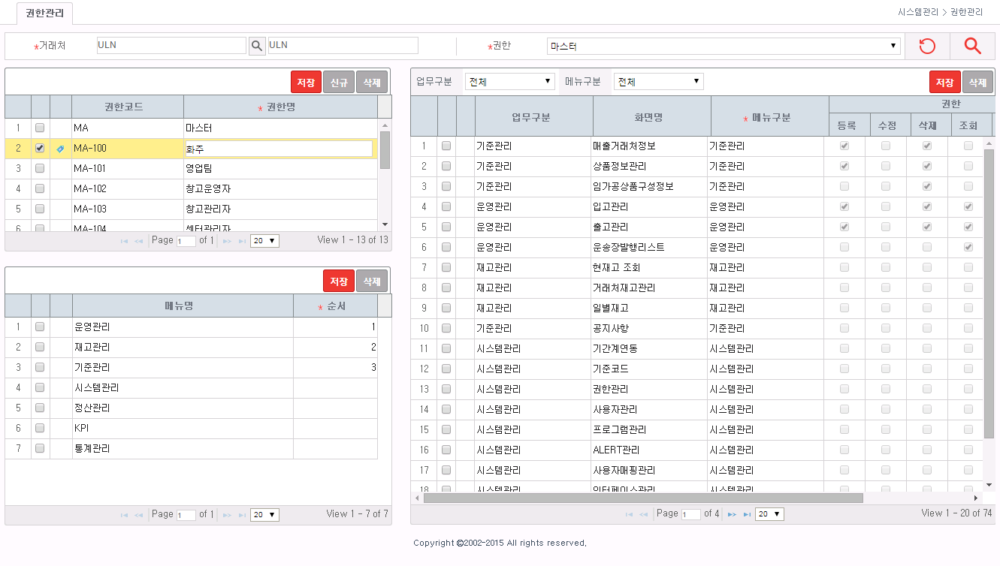 권한관리
시스템관리 > 권한관리
*거래처 ULN ULN *권한 마스터
저장 신규 삭제
권한코드 * 권한명
1 MA 마스터
2 MA-100 화주
3 MA-101 영업팀
4 MA-102 창고운영자
5 MA-103 창고관리자
6 MA-104 센터관리자
Page 1 of 1 20 View 1 - 13 of 13
저장 삭제
메뉴명 * 순서
1 운영관리 1
2 재고관리 2
3 기준관리 3
4 시스템관리
5 정산관리
6 KPI
7 통계관리
Page 1 of 1 20 View 1 - 7 of 7
업무구분 전체 메뉴구분 전체 저장 삭제
업무구분 화면명 * 메뉴구분 권한
등록 수정 삭제 조회
1 기준관리 매출거래처정보 기준관리
2 기준관리 상품정보관리 기준관리
3 기준관리 임가공상품구성정보 기준관리
4 운영관리 입고관리 운영관리
5 운영관리 출고관리 운영관리
6 운영관리 운송장발행리스트 운영관리
7 재고관리 현재고 조회 재고관리
8 재고관리 거래처재고관리 재고관리
9 재고관리 일별재고 재고관리
10 기준관리 공지사항 기준관리
11 시스템관리 기간계연동 시스템관리
12 시스템관리 기준코드 시스템관리
13 시스템관리 권한관리 시스템관리
14 시스템관리 사용자관리 시스템관리
15 시스템관리 프로그램관리 시스템관리
16 시스템관리 ALERT관리 시스템관리
17 시스템관리 사용자매핑관리 시스템관리
18 시스템관리 인터페이스관리 시스템관리
Page 1 of 4 20 View 1 - 20 of 74
Copyright ©2002-2015 All rights reserved.